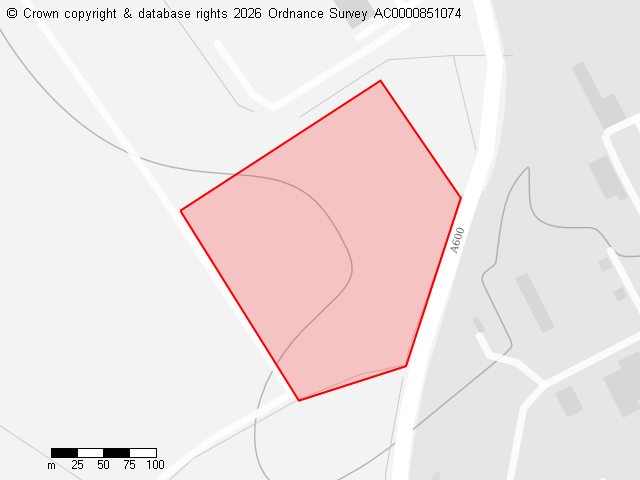 © Crown copyright & database rights 2026 Ordnance Survey AC0000851074
A600
m 25 50 75 100